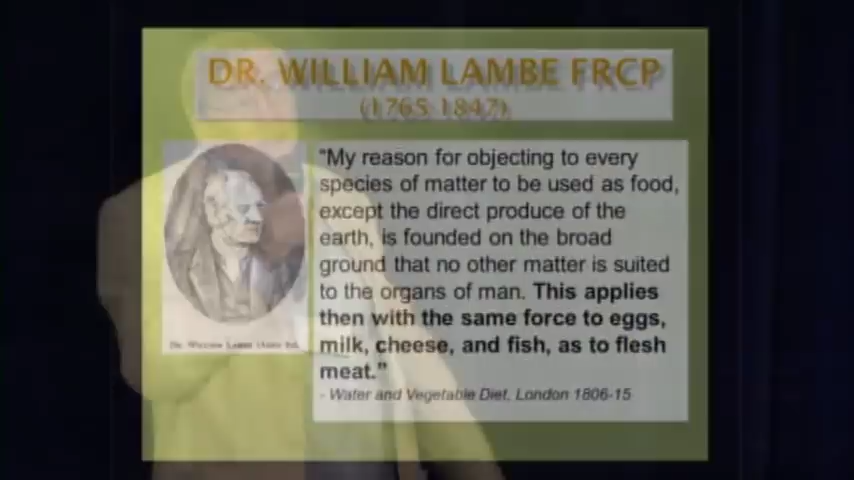 DR. WILLIAM LAMBE FRCP
(1765-1847)
"My reason for objecting to every
species of matter to be used as food,
except the direct produce of the
earth, is founded on the broad
ground that no other matter is suited
to the organs of man. This applies
then with the same force to eggs,
milk, cheese, and fish, as to flesh
meat."
- Water and Vegetable Diet, London 1806-15
Dr. William Lambe